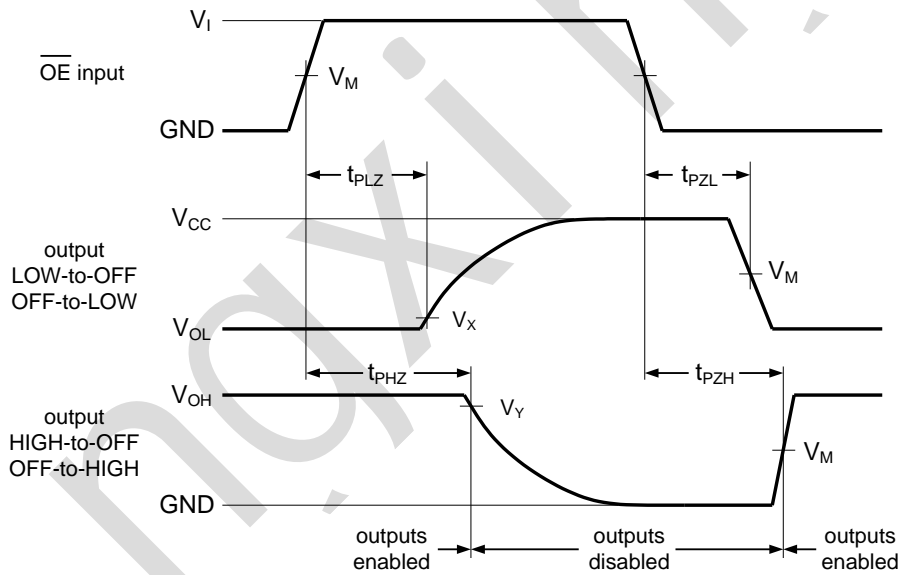 V_I
OE input
V_M
GND
t_PLZ
t_PZL
V_CC
output
LOW-to-OFF
OFF-to-LOW
V_M
V_X
V_OL
t_PHZ
t_PZH
V_OH
output
HIGH-to-OFF
OFF-to-HIGH
V_Y
V_M
GND
outputs
enabled
outputs
disabled
outputs
enabled